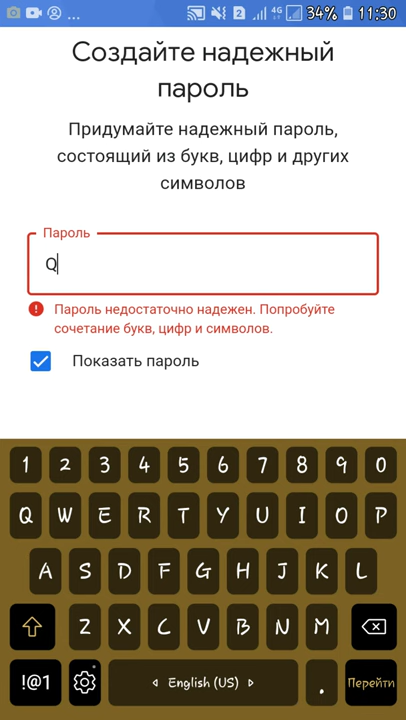 ... 2 4G 34% 11:30
Создайте надежный
пароль
Придумайте надежный пароль,
состоящий из букв, цифр и других
символов
Пароль
Q
Пароль недостаточно надежен. Попробуйте
сочетание букв, цифр и символов.
Показать пароль
1 2 3 4 5 6 7 8 9 0
Q W E R T Y U I O P
A S D F G H J K L
Z X C V B N M
!@1 English (US) . Перейти